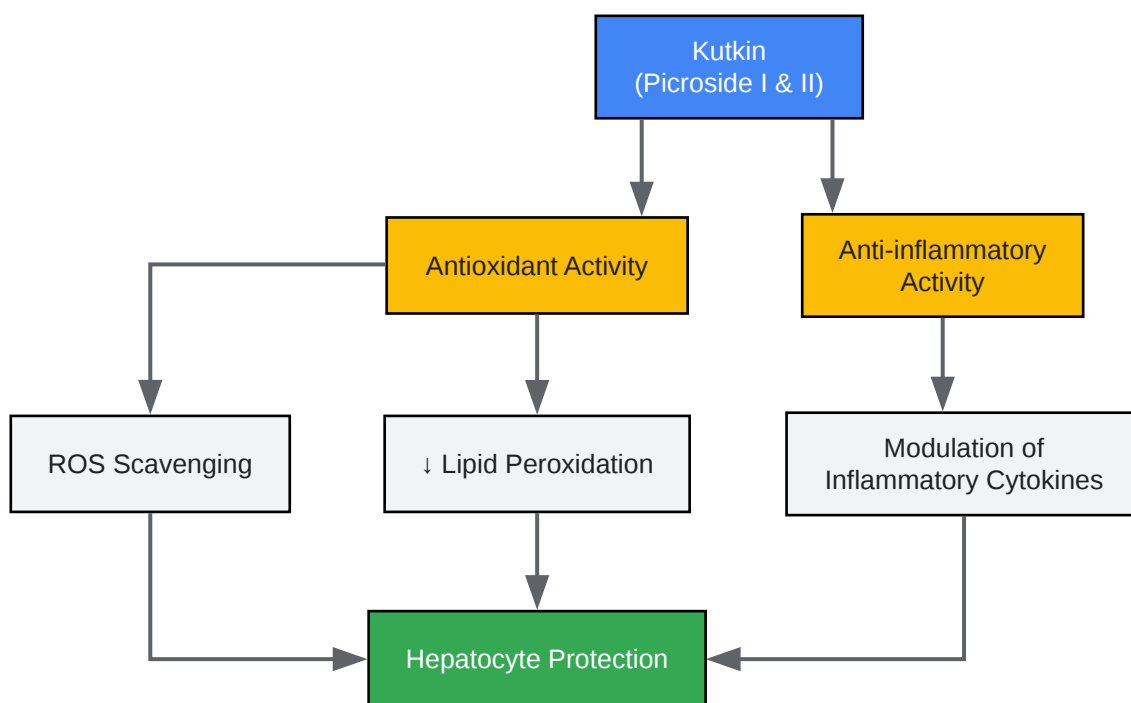 Kutkin
(Picroside I & II)
Antioxidant Activity
Anti-inflammatory
Activity
ROS Scavenging
↓ Lipid Peroxidation
Modulation of
Inflammatory Cytokines
Hepatocyte Protection